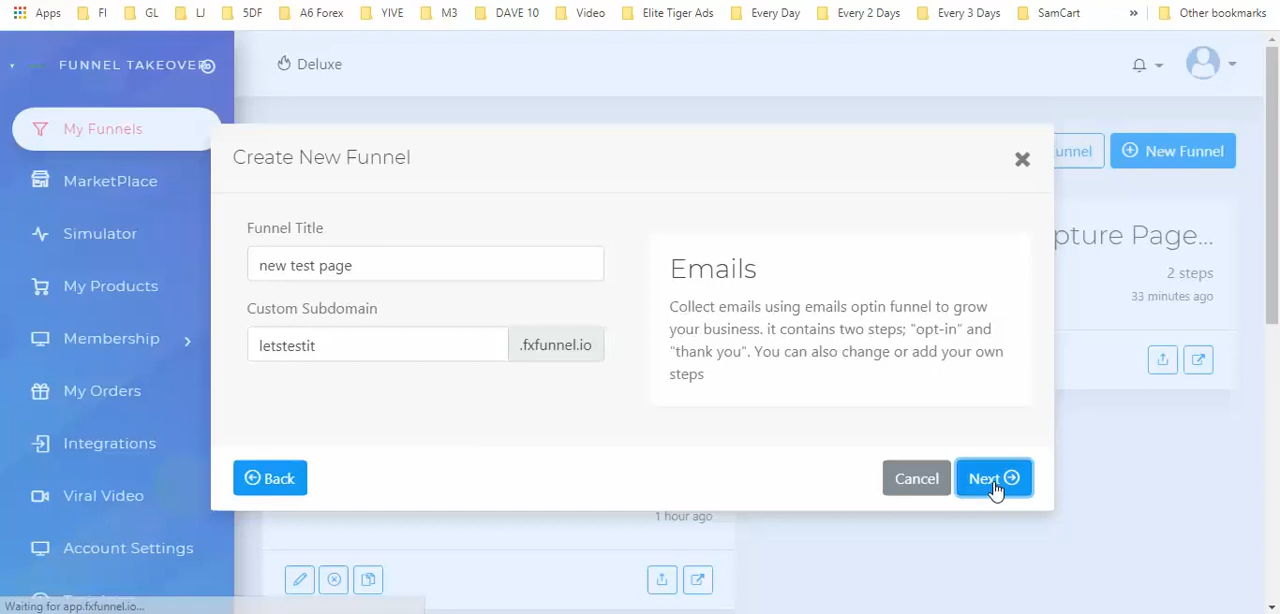 Apps FI GL LJ 5DF A6 Forex YIVE M3 DAVE 10 Video Elite Tiger Ads Every Day Every 2 Days Every 3 Days SamCart » Other bookmarks
FUNNEL TAKEOVER
Deluxe
My Funnels
MarketPlace
Simulator
My Products
Membership
My Orders
Integrations
Viral Video
Account Settings
Create New Funnel
Funnel Title
new test page
Custom Subdomain
letstestit .fxfunnel.io
Emails
Collect emails using emails optin funnel to grow
your business. it contains two steps; "opt-in" and
"thank you". You can also change or add your own
steps
Back
Cancel
Next
unnel
New Funnel
pture Page...
2 steps
33 minutes ago
1 hour ago
Waiting for app.fxfunnel.io...